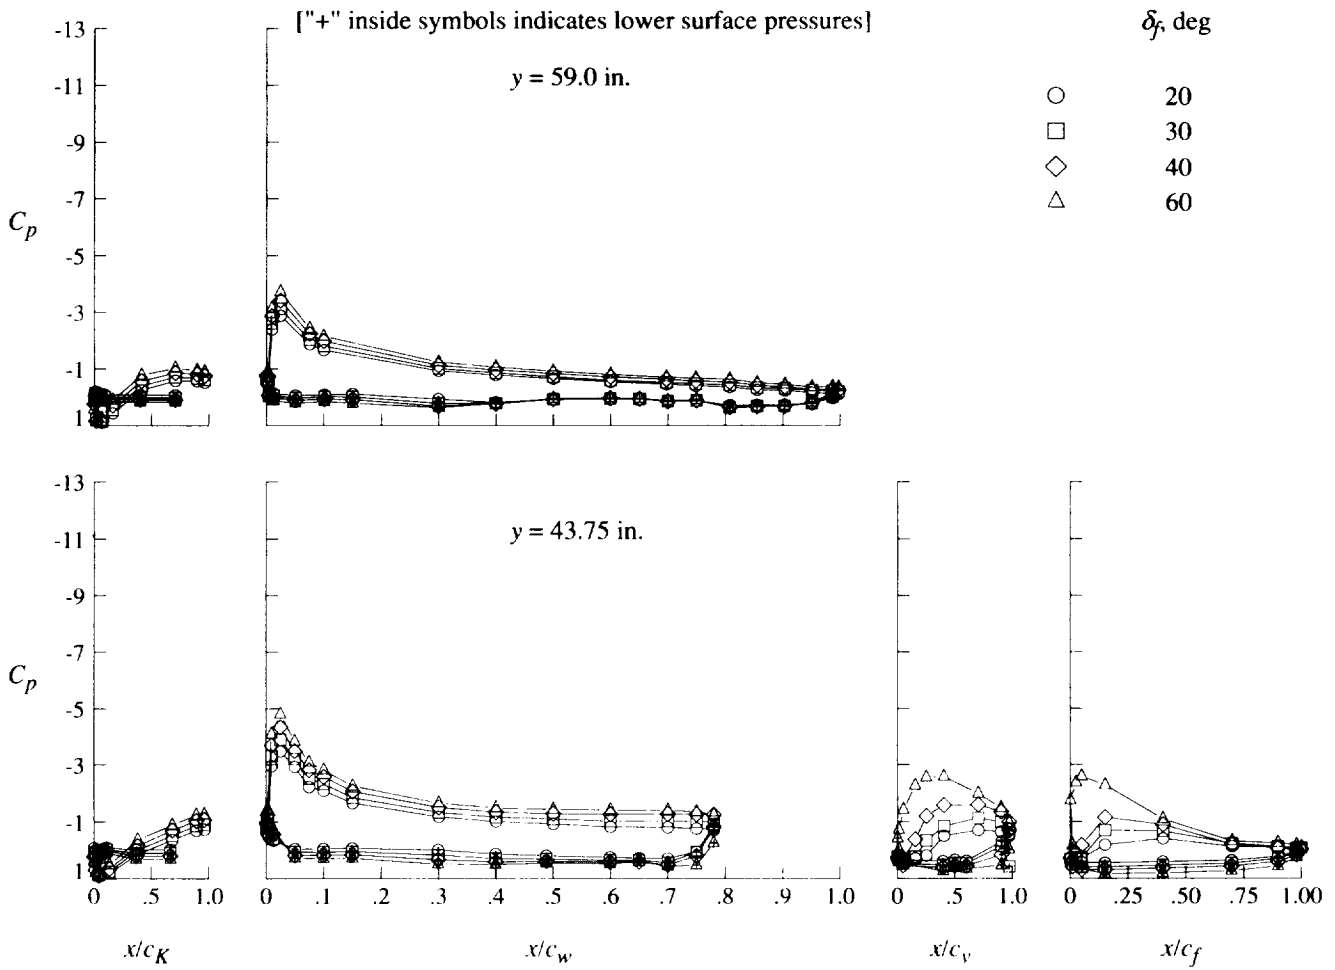 ["+" inside symbols indicates lower surface pressures]
δf, deg
y = 59.0 in.
20
30
40
60
Cp
-13
-11
-9
-7
-5
-3
-1
1
y = 43.75 in.
Cp
-13
-11
-9
-7
-5
-3
-1
1
0 .5 1.0
0 .1 .2 .3 .4 .5 .6 .7 .8 .9 1.0
0 .5 1.0
0 .25 .50 .75 1.00
x/cK
x/cw
x/cv
x/cf